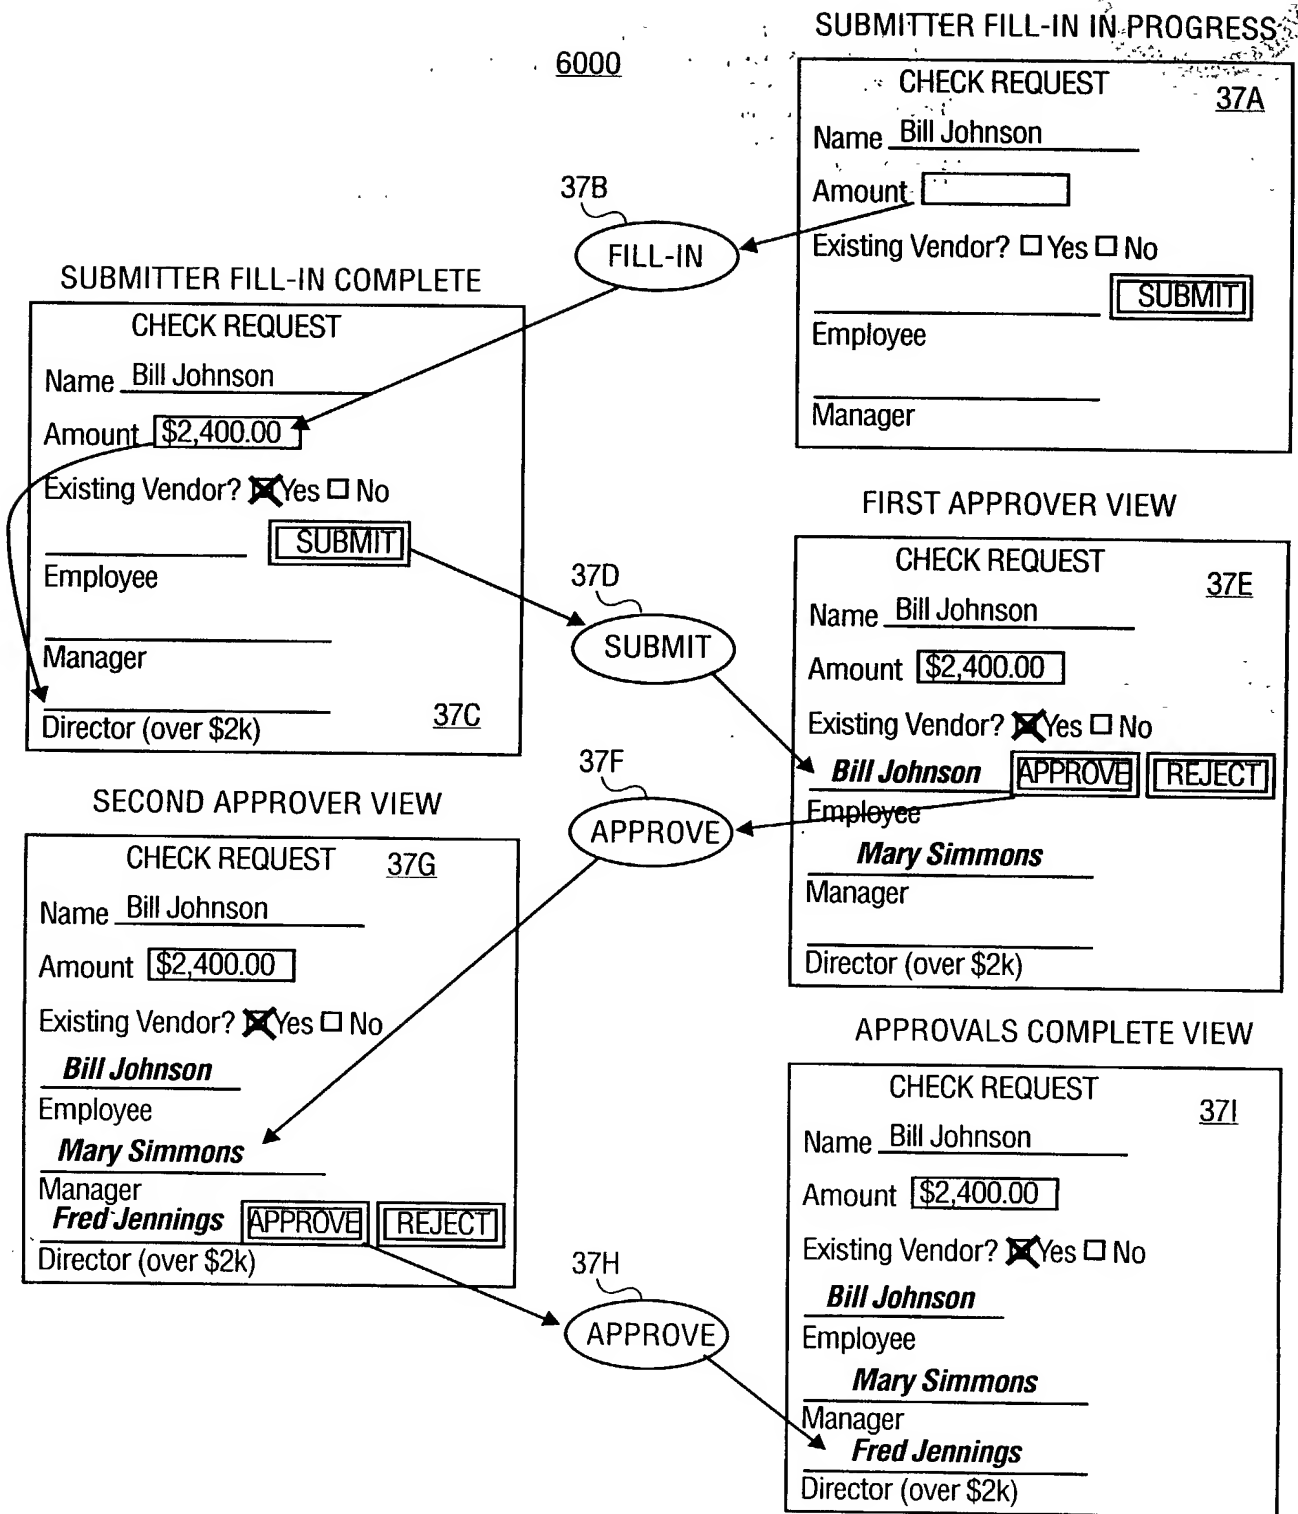 6000
SUBMITTER FILL-IN IN PROGRESS
CHECK REQUEST
37A
Name Bill Johnson
Amount
Existing Vendor? Yes No
SUBMIT
Employee
Manager
37B
FILL-IN
SUBMITTER FILL-IN COMPLETE
CHECK REQUEST
Name Bill Johnson
Amount $2,400.00
Existing Vendor? Yes No
SUBMIT
Employee
Manager
Director (over $2k)
37C
37D
SUBMIT
FIRST APPROVER VIEW
CHECK REQUEST
37E
Name Bill Johnson
Amount $2,400.00
Existing Vendor? Yes No
Bill Johnson APPROVE REJECT
Employee
Mary Simmons
Manager
Director (over $2k)
37F
APPROVE
SECOND APPROVER VIEW
CHECK REQUEST
37G
Name Bill Johnson
Amount $2,400.00
Existing Vendor? Yes No
Bill Johnson
Employee
Mary Simmons
Manager
Fred Jennings APPROVE REJECT
Director (over $2k)
37H
APPROVE
APPROVALS COMPLETE VIEW
CHECK REQUEST
37I
Name Bill Johnson
Amount $2,400.00
Existing Vendor? Yes No
Bill Johnson
Employee
Mary Simmons
Manager
Fred Jennings
Director (over $2k)